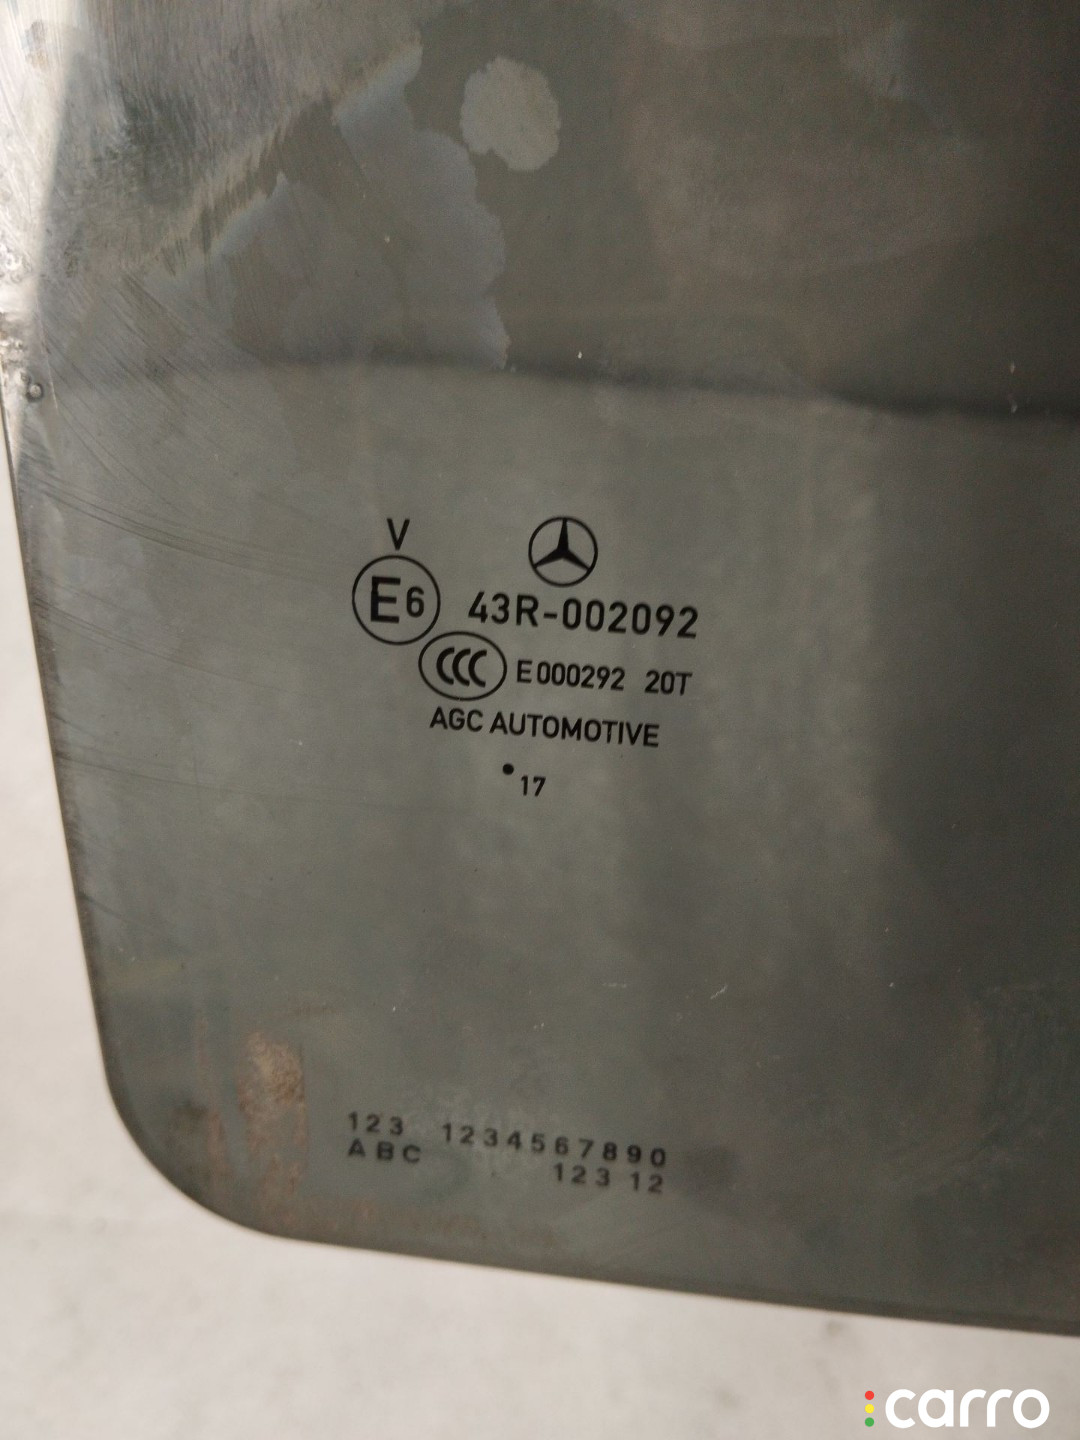 V
E6 43R-002092
CCC E000292 20T
AGC AUTOMOTIVE
•17
123 1234567890
ABC 123 12
carro